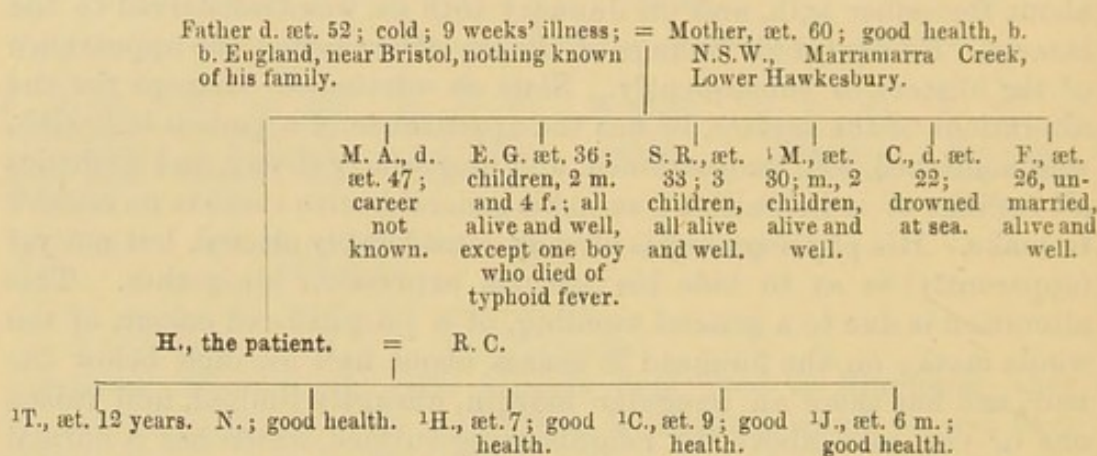 Father d. æt. 52; cold; 9 weeks' illness; = Mother, æt. 60; good health, b.
b. England, near Bristol, nothing known N.S.W., Marramarra Creek,
of his family. Lower Hawkesbury.
M. A., d. æt. 47; career not known.
E. G. æt. 36; children, 2 m. and 4 f.; all alive and well, except one boy who died of typhoid fever.
S. R., æt. 33; 3 children, all alive and well.
¹ M., æt. 30; m., 2 children, alive and well.
C., d. æt. 22; drowned at sea.
F., æt. 26, un-married, alive and well.
H., the patient. = R. C.
¹T., æt. 12 years. N.; good health. ¹H., æt. 7; good ¹C., æt. 9; good ¹J., æt. 6 m.;
health. health. good health.